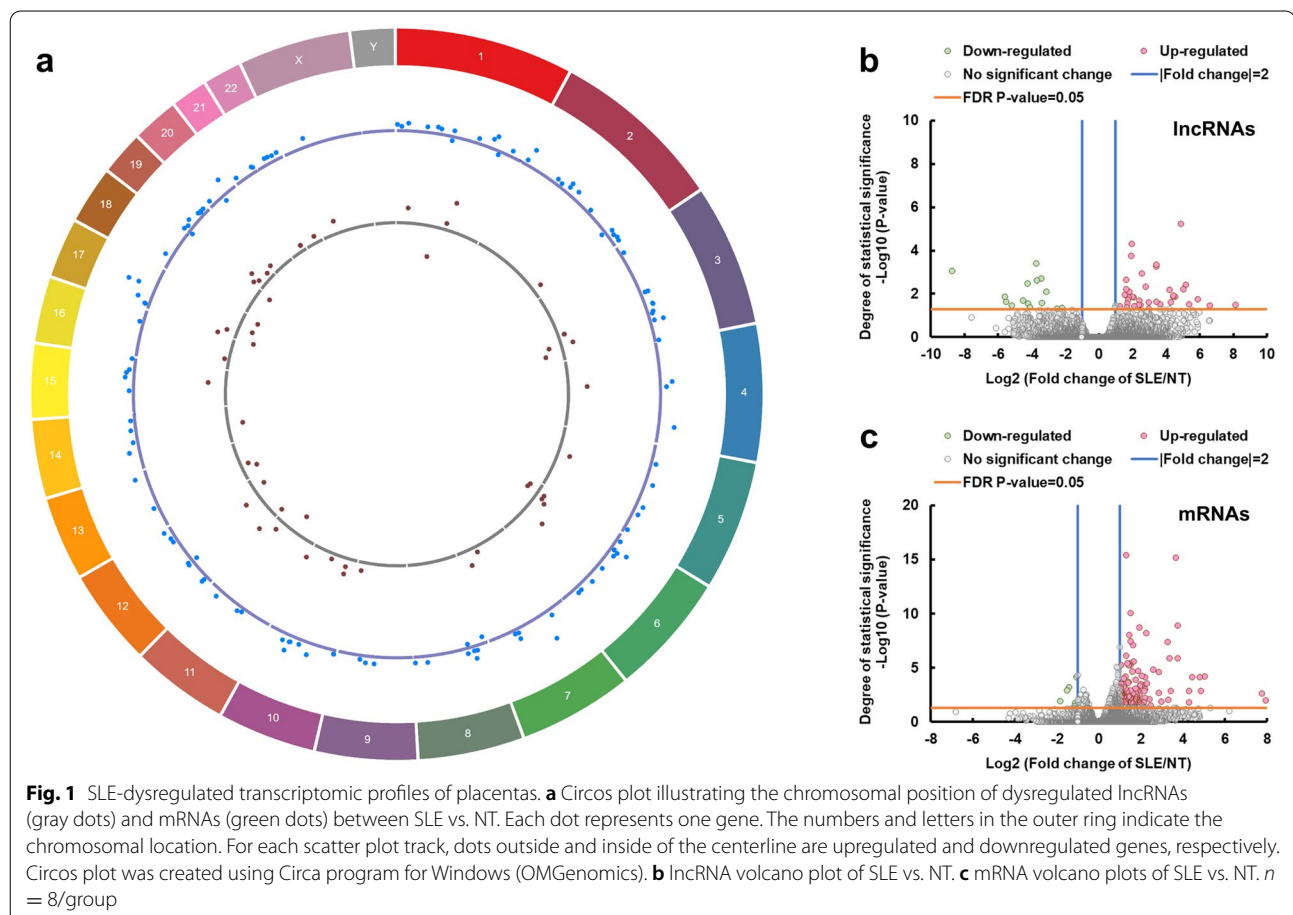 a
1
2
3
4
5
6
7
8
9
10
11
12
13
14
15
16
17
18
19
20
21
22
X
Y
b
Down-regulated Up-regulated
No significant change |Fold change|=2
FDR P-value=0.05
lncRNAs
Degree of statistical significance
-Log10 (P-value)
10
8
6
4
2
0
-10 -8 -6 -4 -2 0 2 4 6 8 10
Log2 (Fold change of SLE/NT)
c
Down-regulated Up-regulated
No significant change |Fold change|=2
FDR P-value=0.05
mRNAs
Degree of statistical significance
-Log10 (P-value)
20
15
10
5
0
-8 -6 -4 -2 0 2 4 6 8
Log2 (Fold change of SLE/NT)
Fig. 1 SLE-dysregulated transcriptomic profiles of placentas. a Circos plot illustrating the chromosomal position of dysregulated lncRNAs
(gray dots) and mRNAs (green dots) between SLE vs. NT. Each dot represents one gene. The numbers and letters in the outer ring indicate the
chromosomal location. For each scatter plot track, dots outside and inside of the centerline are upregulated and downregulated genes, respectively.
Circos plot was created using Circa program for Windows (OMGenomics). b lncRNA volcano plot of SLE vs. NT. c mRNA volcano plots of SLE vs. NT. n
= 8/group